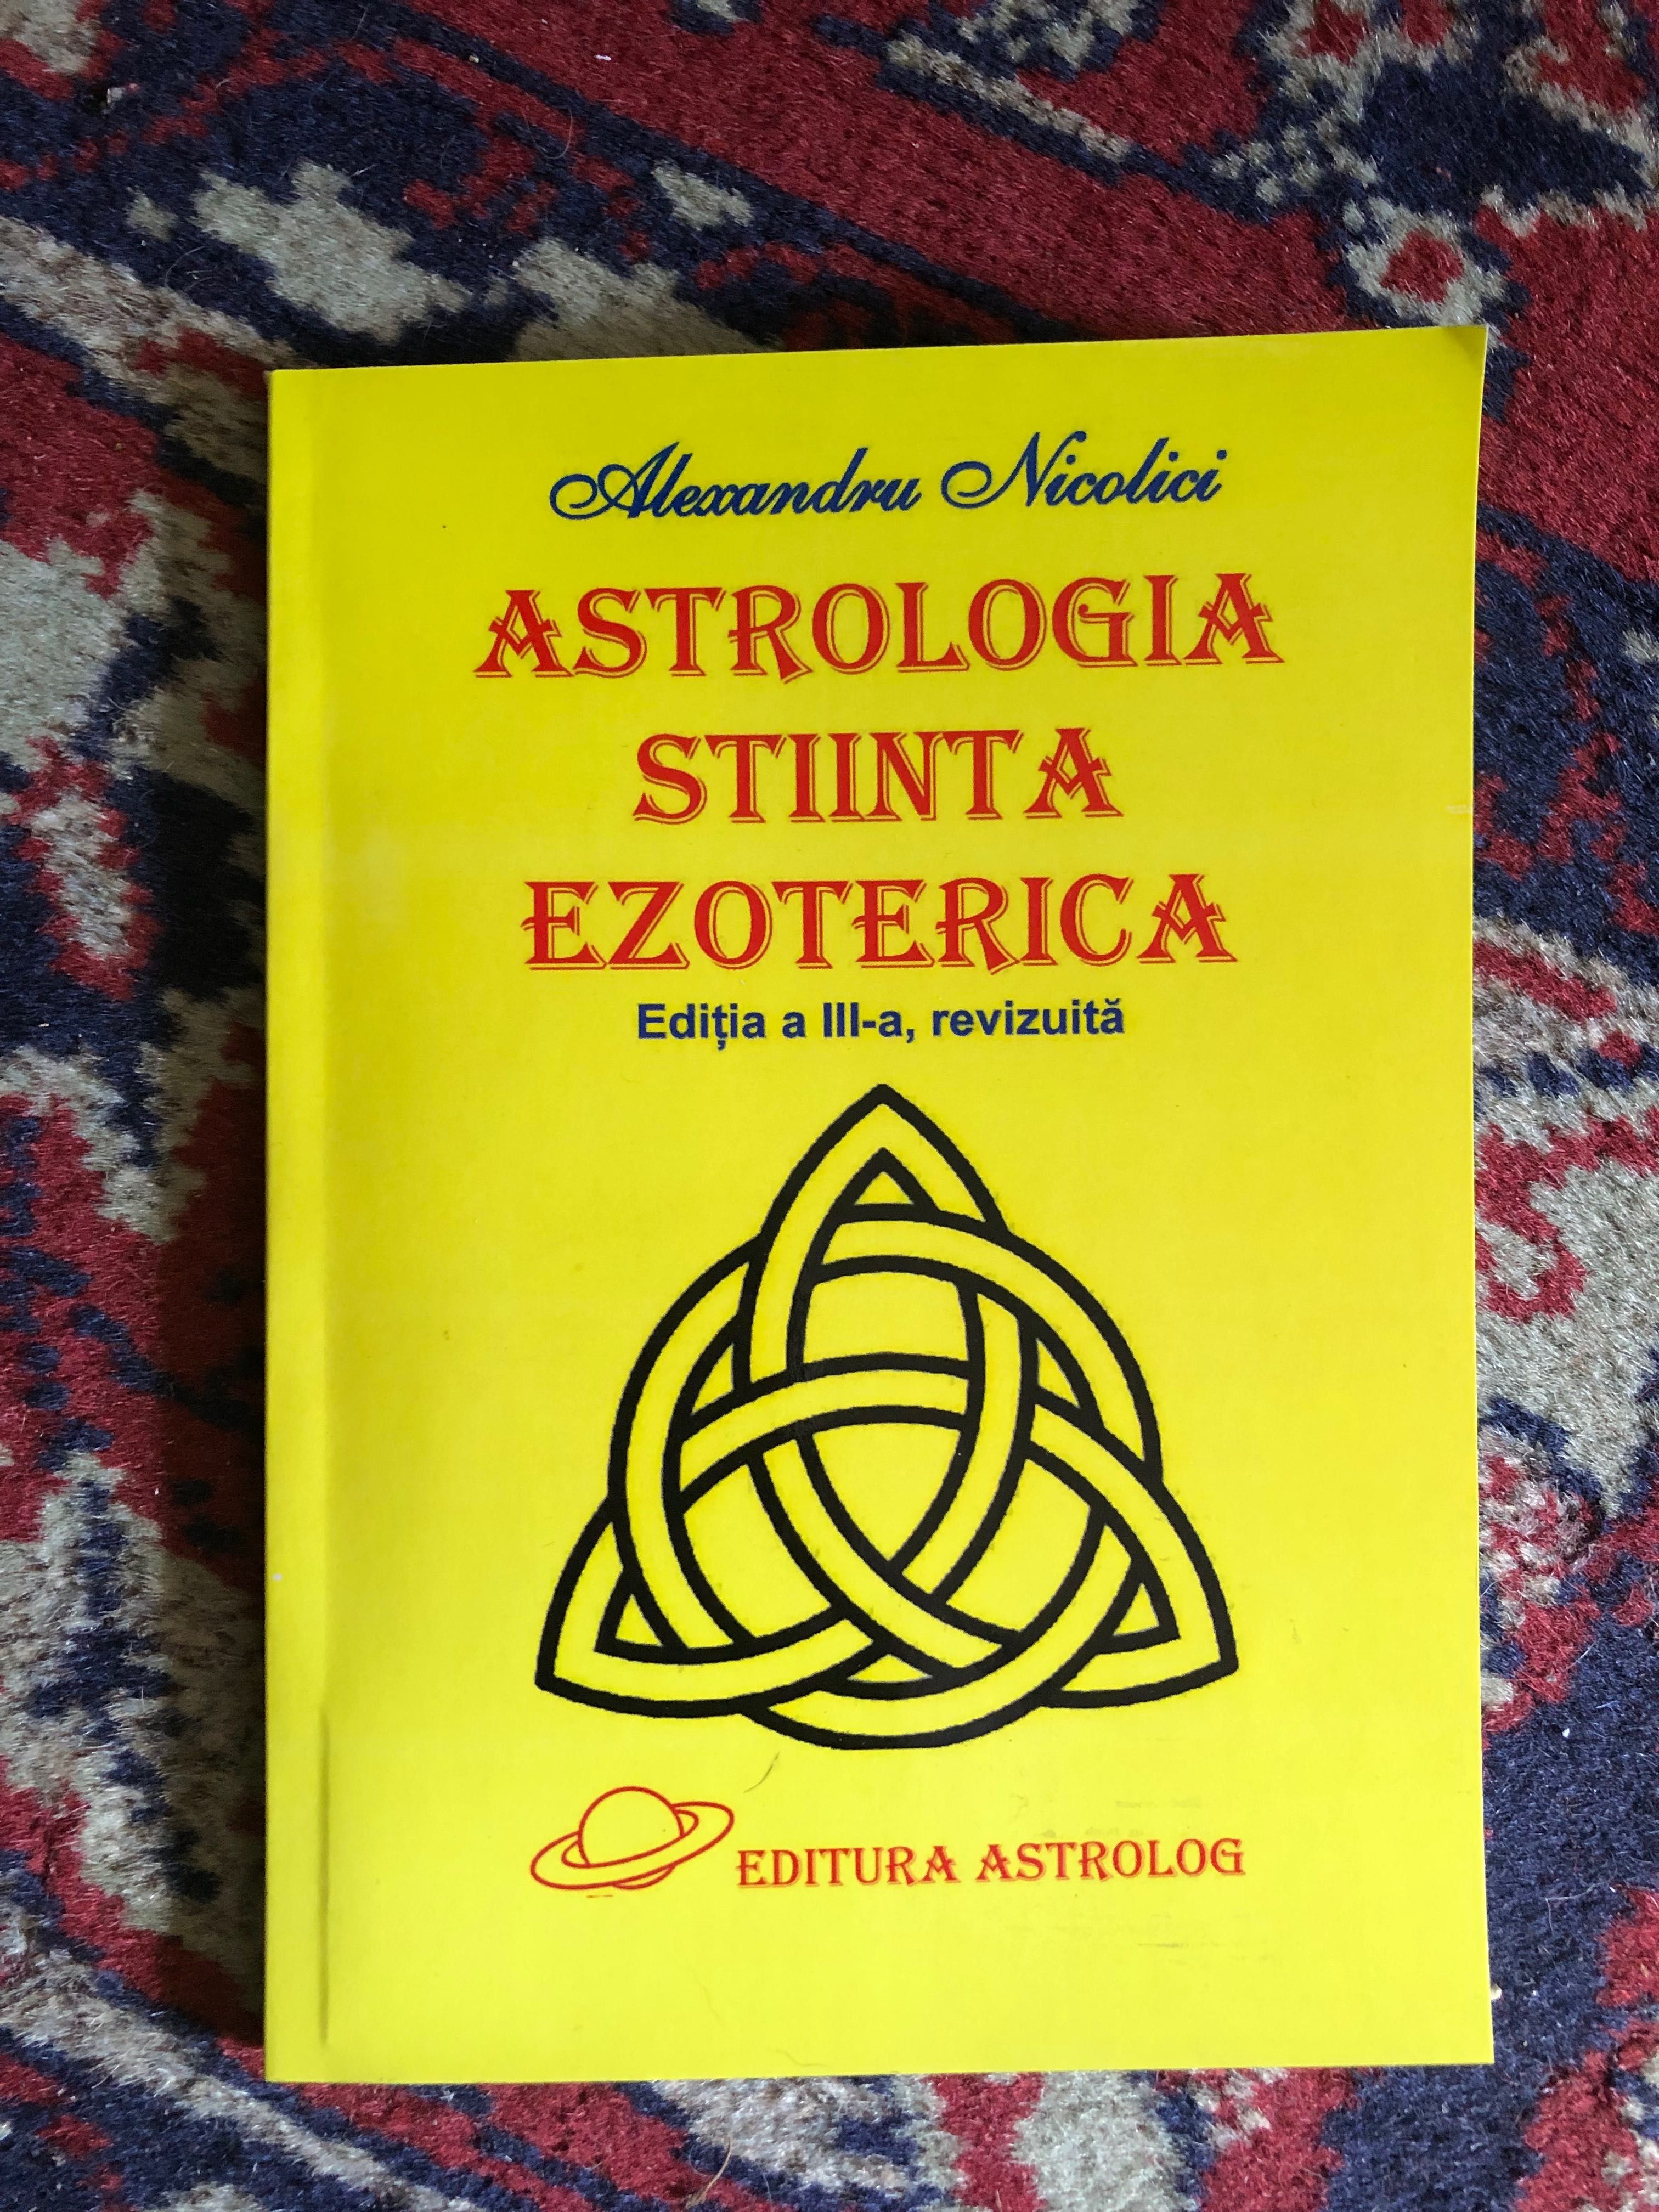 Alexandru Nicolici
ASTROLOGIA
STIINTA
EZOTERICA
Ediția a III-a, revizuită
EDITURA ASTROLOG